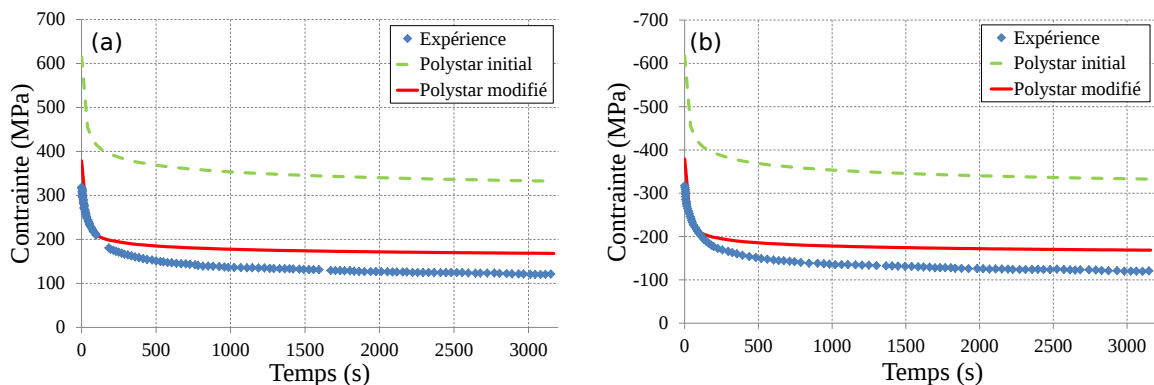 (a)
Contrainte (MPa)
700
600
500
400
300
200
100
0
Expérience
Polystar initial
Polystar modifié
0 500 1000 1500 2000 2500 3000
Temps (s)
(b)
Contrainte (MPa)
-700
-600
-500
-400
-300
-200
-100
0
Expérience
Polystar initial
Polystar modifié
0 500 1000 1500 2000 2500 3000
Temps (s)